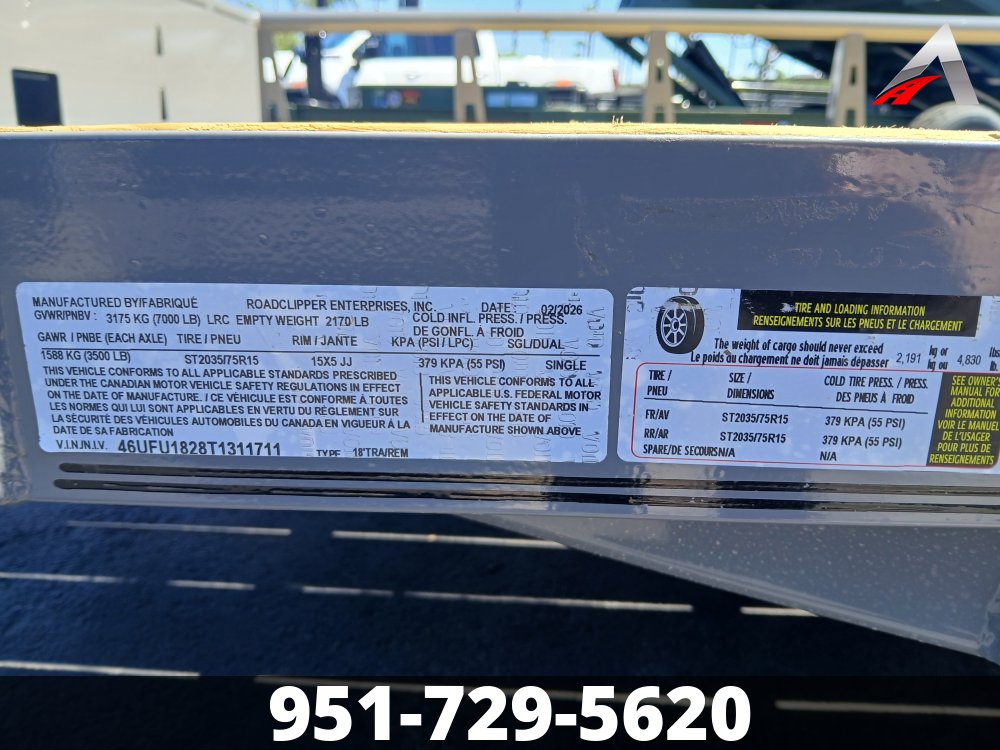 MANUFACTURED BY/FABRIQUÉ ROADCLIPPER ENTERPRISES, INC. DATE: 02/2026
GVWR/PNBV : 3175 KG (7000 LB) LRC EMPTY WEIGHT 2170 LB COLD INFL. PRESS./PRESS.
DE GONFL. À FROID
GAWR / PNBE (EACH AXLE) TIRE / PNEU RIM / JANTE KPA (PSI / LPC) SGL/DUAL
1588 KG (3500 LB) ST2035/75R15 15X5 JJ 379 KPA (55 PSI) SINGLE
THIS VEHICLE CONFORMS TO ALL APPLICABLE STANDARDS PRESCRIBED
UNDER THE CANADIAN MOTOR VEHICLE SAFETY REGULATIONS IN EFFECT
ON THE DATE OF MANUFACTURE. / CE VÉHICULE EST CONFORME À TOUTES
LES NORMES QUI LUI SONT APPLICABLES EN VERTU DU RÈGLEMENT SUR
LA SÉCURITÉ DES VÉHICULES AUTOMOBILES DU CANADA EN VIGUEUR À LA
DATE DE SA FABRICATION
THIS VEHICLE CONFORMS TO ALL
APPLICABLE U.S. FEDERAL MOTOR
VEHICLE SAFETY STANDARDS IN
EFFECT ON THE DATE OF
MANUFACTURE SHOWN ABOVE
V.I.N./N.I.V. 46UFU1828T1311711 TYPE 18'TRA/REM
TIRE AND LOADING INFORMATION
RENSEIGNEMENTS SUR LES PNEUS ET LE CHARGEMENT
The weight of cargo should never exceed
Le poids du chargement ne doit jamais dépasser 2,191 kg or kg ou 4,830
TIRE / SIZE / COLD TIRE PRESS. / PRESS.
PNEU DIMENSIONS DES PNEUS À FROID
FR/AV ST2035/75R15 379 KPA (55 PSI)
RR/AR ST2035/75R15 379 KPA (55 PSI)
SPARE/DE SECOURS N/A N/A
SEE OWNER'S
MANUAL FOR
ADDITIONAL
INFORMATION
VOIR LE MANUEL
DE L'USAGER
POUR PLUS DE
RENSEIGNEMENTS
951-729-5620